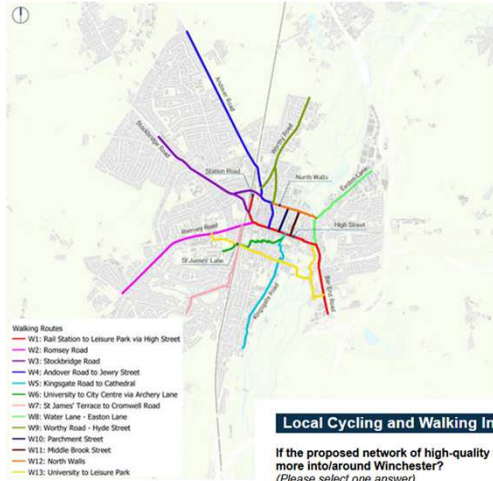 Andover Road
Worthy Road
Stockbridge Road
Station Road
North Walls
Easton Lane
Romsey Road
High Street
St James' Lane
Kingsgate Road
Bar End Road
Walking Routes
W1: Rail Station to Leisure Park via High Street
W2: Romsey Road
W3: Stockbridge Road
W4: Andover Road to Jewry Street
W5: Kingsgate Road to Cathedral
W6: University to City Centre via Archery Lane
W7: St James' Terrace to Cromwell Road
W8: Water Lane - Easton Lane
W9: Worthy Road - Hyde Street
W10: Parchment Street
W11: Middle Brook Street
W12: North Walls
W13: University to Leisure Park
Local Cycling and Walking In
If the proposed network of high-quality
more into/around Winchester?
(Please select one answer)